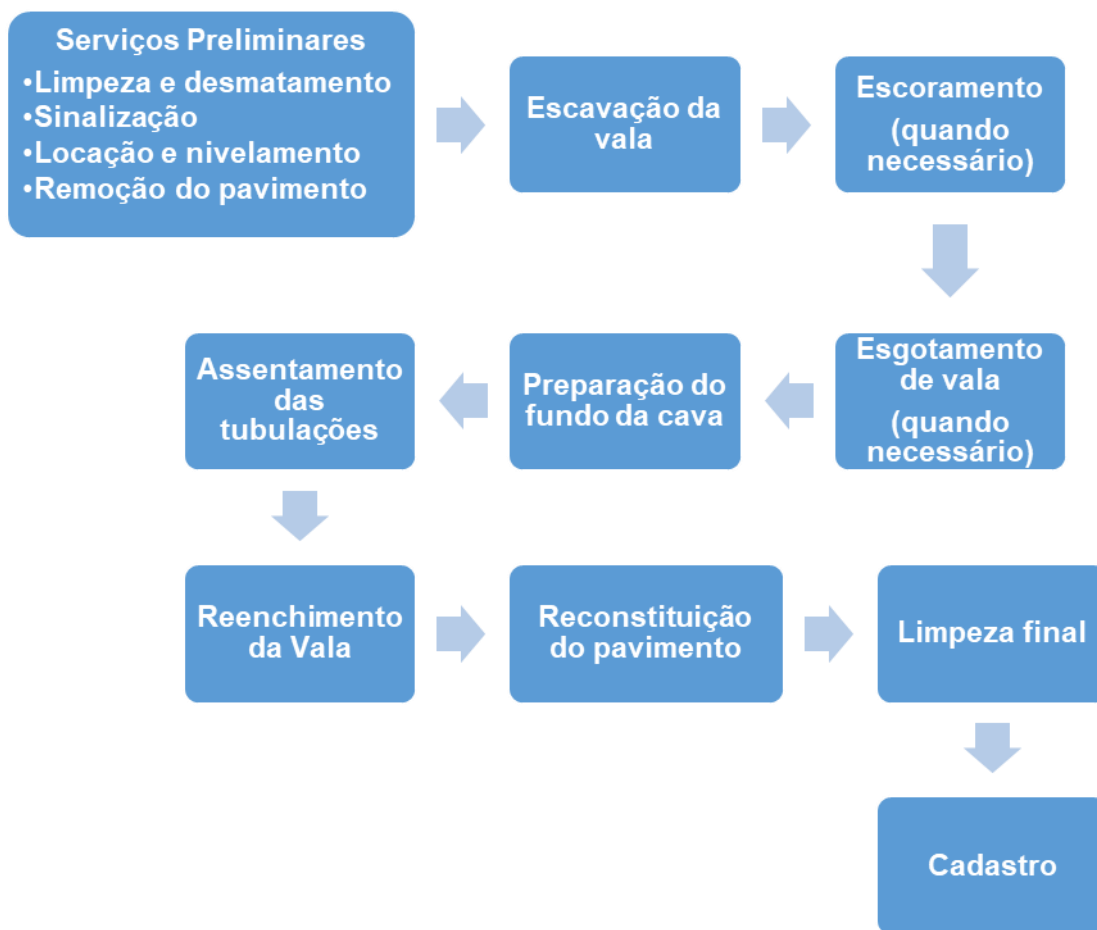 Serviços Preliminares
•Limpeza e desmatamento
•Sinalização
•Locação e nivelamento
•Remoção do pavimento
Escavação da
vala
Escoramento
(quando
necessário)
Esgotamento
de vala
(quando
necessário)
Preparação do
fundo da cava
Assentamento
das
tubulações
Reenchimento
da Vala
Reconstituição
do pavimento
Limpeza final
Cadastro